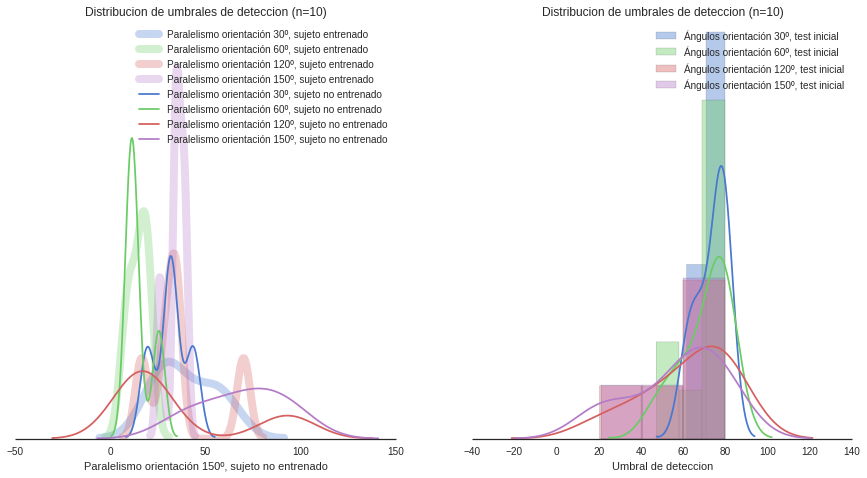 Distribucion de umbrales de deteccion (n=10)
Paralelismo orientación 30º, sujeto entrenado
Paralelismo orientación 60º, sujeto entrenado
Paralelismo orientación 120º, sujeto entrenado
Paralelismo orientación 150º, sujeto entrenado
Paralelismo orientación 30º, sujeto no entrenado
Paralelismo orientación 60º, sujeto no entrenado
Paralelismo orientación 120º, sujeto no entrenado
Paralelismo orientación 150º, sujeto no entrenado
−50 0 50 100 150
Paralelismo orientación 150º, sujeto no entrenado
Distribucion de umbrales de deteccion (n=10)
Ángulos orientación 30º, test inicial
Ángulos orientación 60º, test inicial
Ángulos orientación 120º, test inicial
Ángulos orientación 150º, test inicial
−40 −20 0 20 40 60 80 100 120 140
Umbral de deteccion